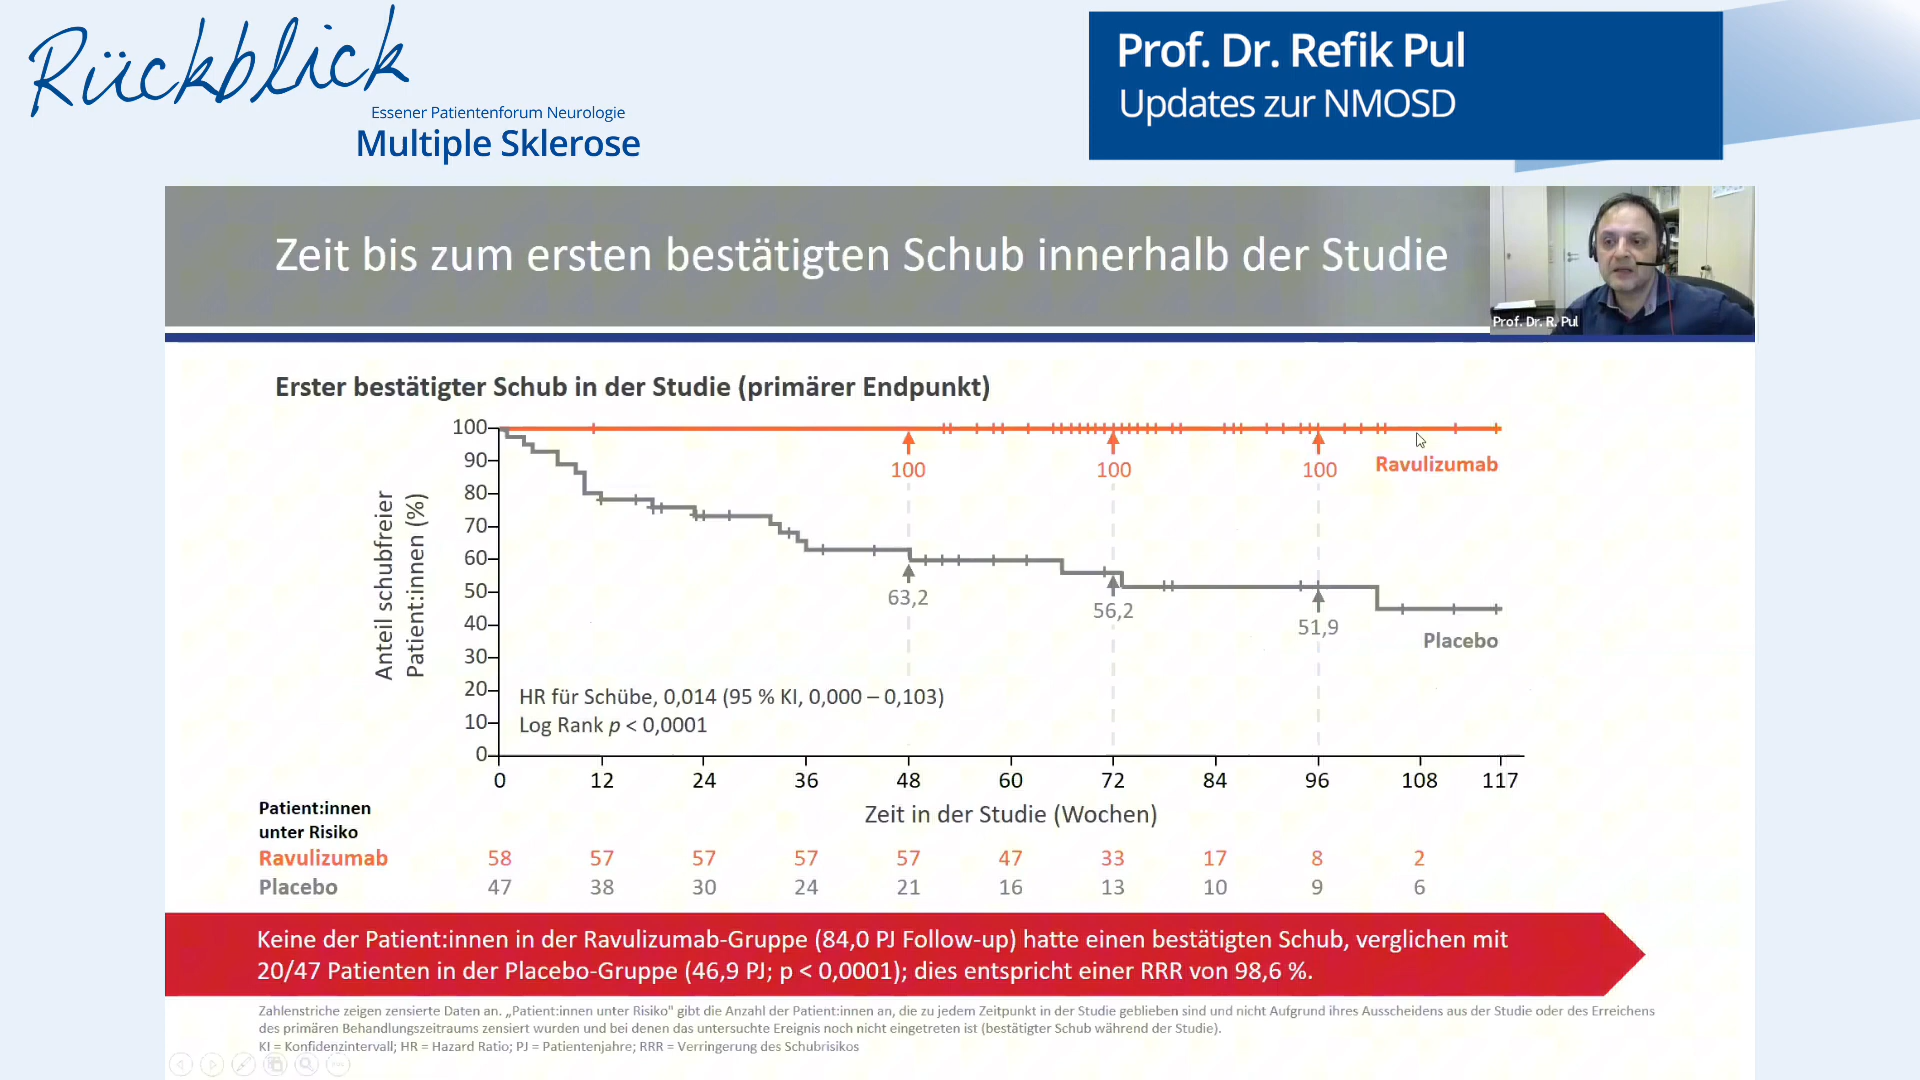 Rückblick
Essener Patientenforum Neurologie
Multiple Sklerose
Prof. Dr. Refik Pul
Updates zur NMOSD
Zeit bis zum ersten bestätigten Schub innerhalb der Studie
Prof. Dr. R. Pul
Erster bestätigter Schub in der Studie (primärer Endpunkt)
Anteil schubfreier
Patient:innen (%)
100
90
80
70
60
50
40
30
20
10
0
100
100
100
Ravulizumab
63,2
56,2
51,9
Placebo
HR für Schübe, 0,014 (95 % KI, 0,000 – 0,103)
Log Rank p < 0,0001
0 12 24 36 48 60 72 84 96 108 117
Zeit in der Studie (Wochen)
Patient:innen
unter Risiko
Ravulizumab 58 57 57 57 57 47 33 17 8 2
Placebo 47 38 30 24 21 16 13 10 9 6
Keine der Patient:innen in der Ravulizumab-Gruppe (84,0 PJ Follow-up) hatte einen bestätigten Schub, verglichen mit
20/47 Patienten in der Placebo-Gruppe (46,9 PJ; p < 0,0001); dies entspricht einer RRR von 98,6 %.
Zahlenstriche zeigen zensierte Daten an. „Patient:innen unter Risiko" gibt die Anzahl der Patient:innen an, die zu jedem Zeitpunkt in der Studie geblieben sind und nicht Aufgrund ihres Ausscheidens aus der Studie oder des Erreichens
des primären Behandlungszeitraums zensiert wurden und bei denen das untersuchte Ereignis noch nicht eingetreten ist (bestätigter Schub während der Studie).
KI = Konfidenzintervall; HR = Hazard Ratio; PJ = Patientenjahre; RRR = Verringerung des Schubrisikos